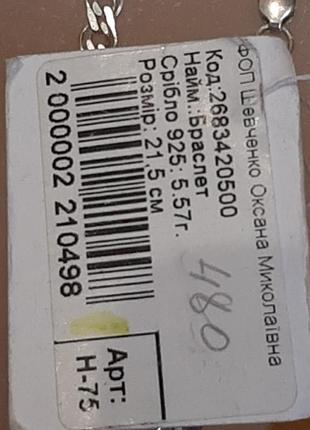 ФОП Шевченко Оксана Миколаївна
Код:2683420500
Найм.:Браслет
Срібло 925: 5.57г.
Розмір: 21,5 см
480
2 000002 210498
Арт:
Н-75